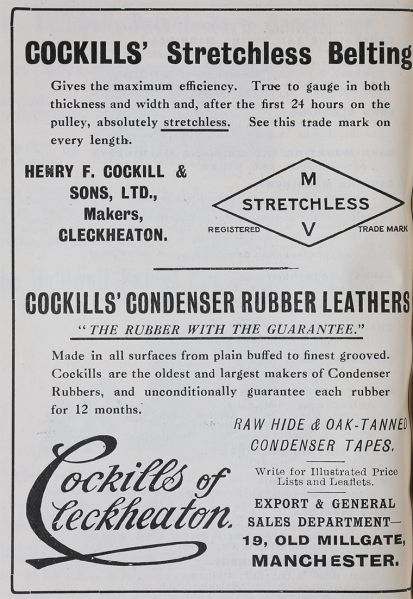 COCKILLS' Stretchless Belting
Gives the maximum efficiency. True to gauge in both
thickness and width and, after the first 24 hours on the
pulley, absolutely stretchless. See this trade mark on
every length.
HENRY F. COCKILL &
SONS, LTD.,
Makers,
CLECKHEATON.
M
STRETCHLESS
V
REGISTERED
TRADE MARK
COCKILLS' CONDENSER RUBBER LEATHERS
"THE RUBBER WITH THE GUARANTEE."
Made in all surfaces from plain buffed to finest grooved.
Cockills are the oldest and largest makers of Condenser
Rubbers, and unconditionally guarantee each rubber
for 12 months.
RAW HIDE & OAK-TANNED
CONDENSER TAPES.
Cockills of
Cleckheaton.
Write for Illustrated Price
Lists and Leaflets.
EXPORT & GENERAL
SALES DEPARTMENT—
19, OLD MILLGATE,
MANCHESTER.